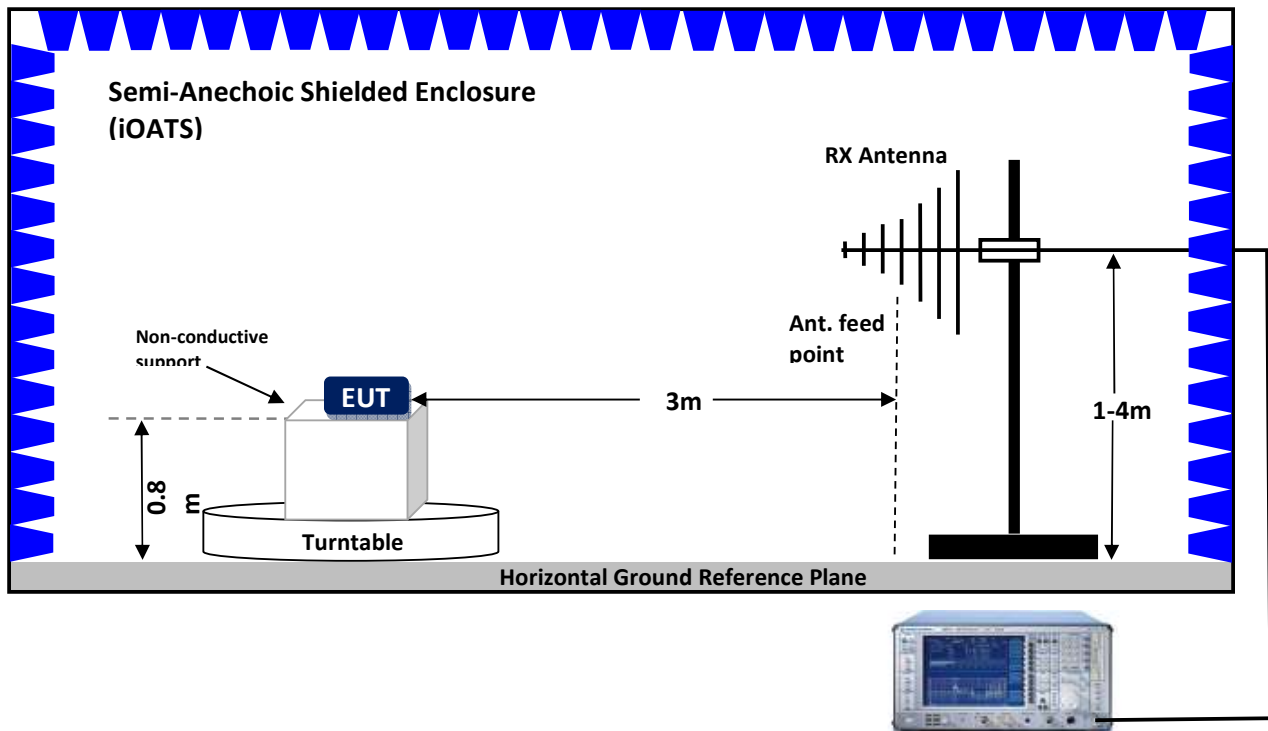 Semi-Anechoic Shielded Enclosure
(iOATS)
RX Antenna
Non-conductive
support
Ant. feed
point
EUT
3m
1-4m
0.8
m
Turntable
Horizontal Ground Reference Plane